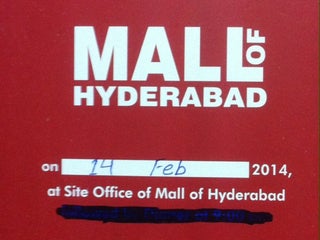 MALL OF
HYDERABAD
on 14 Feb 2014,
at Site Office of Mall of Hyderabad